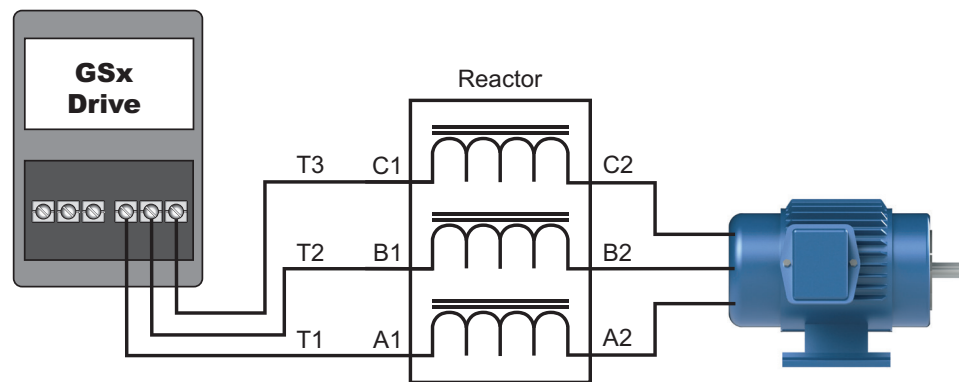 GSx
Drive
Reactor
T3 C1 C2
T2 B1 B2
T1 A1 A2